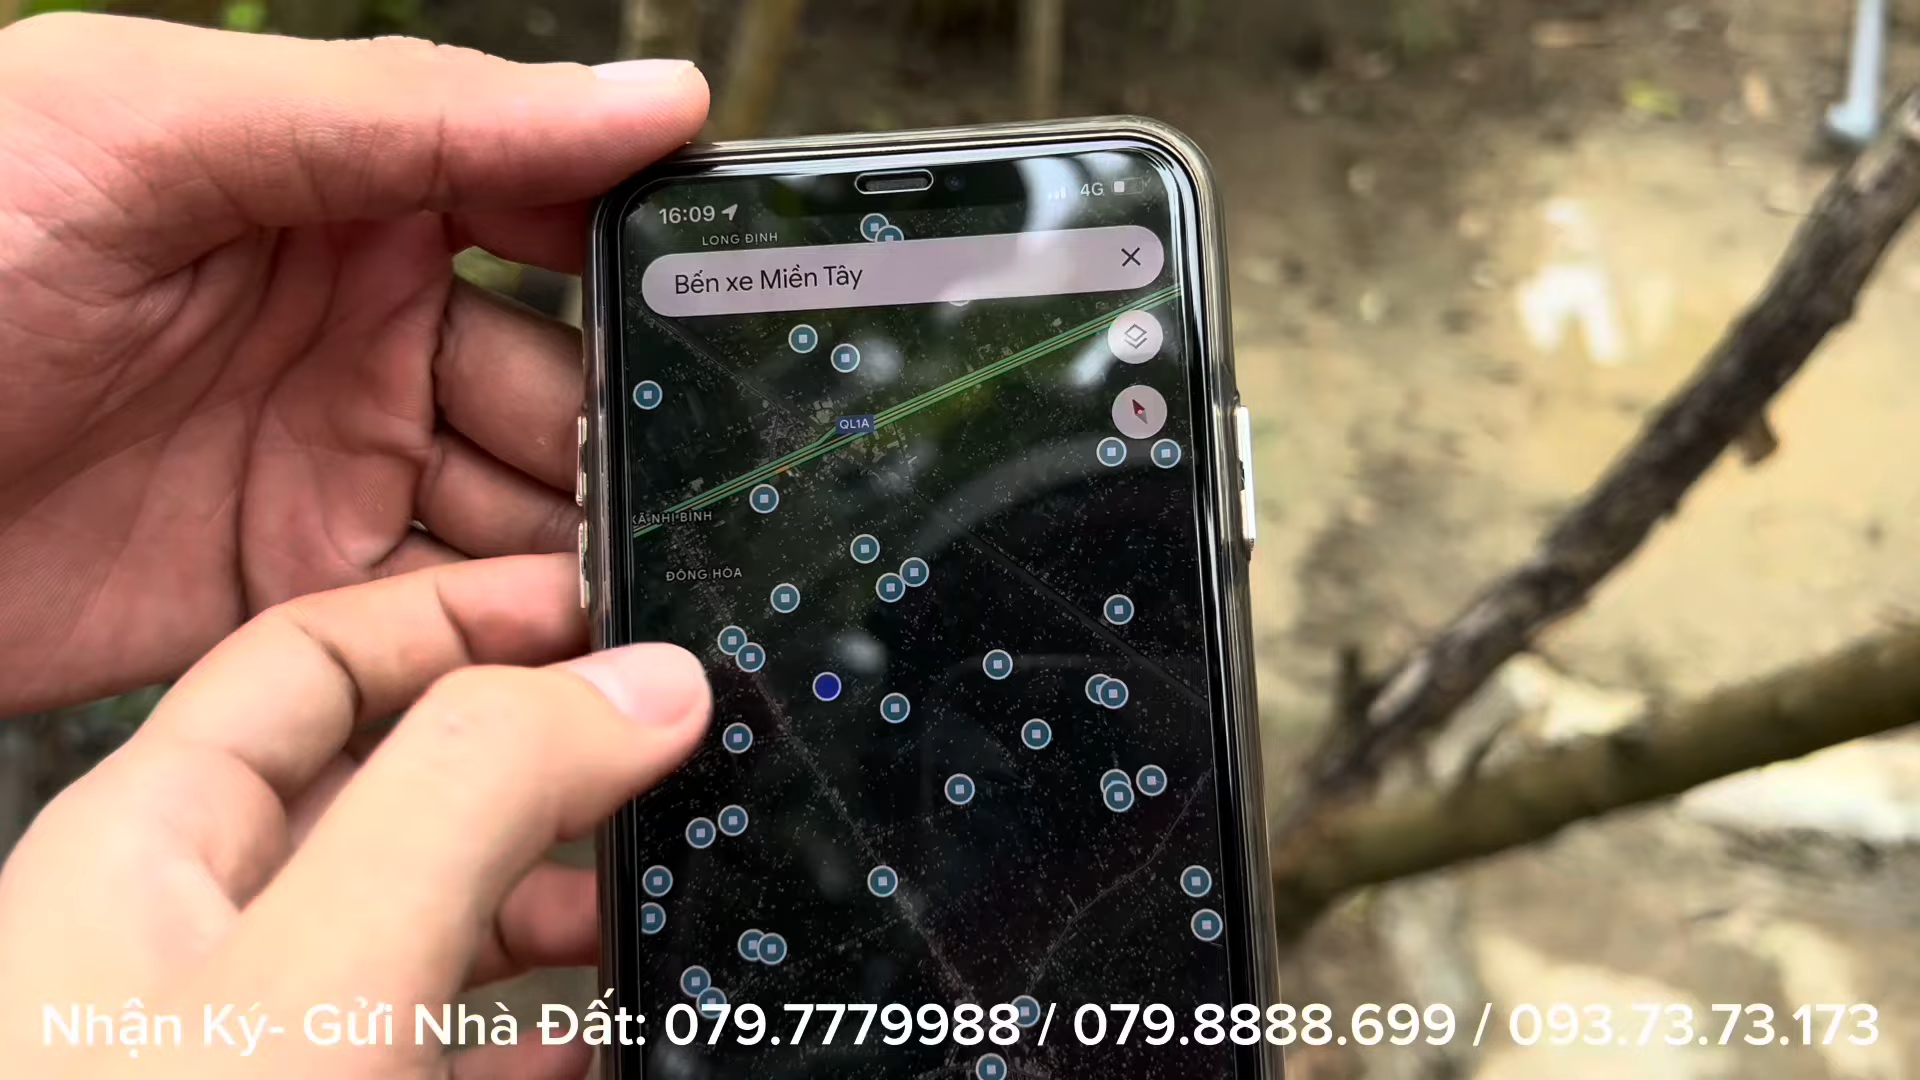 16:09
4G
LONG ĐỊNH
Bến xe Miền Tây
QL1A
XÃ NHỊ BÌNH
ĐÔNG HÒA
Nhận Ký- Gửi Nhà Đất: 079.7779988 / 079.8888.699 / 093.73.73.173